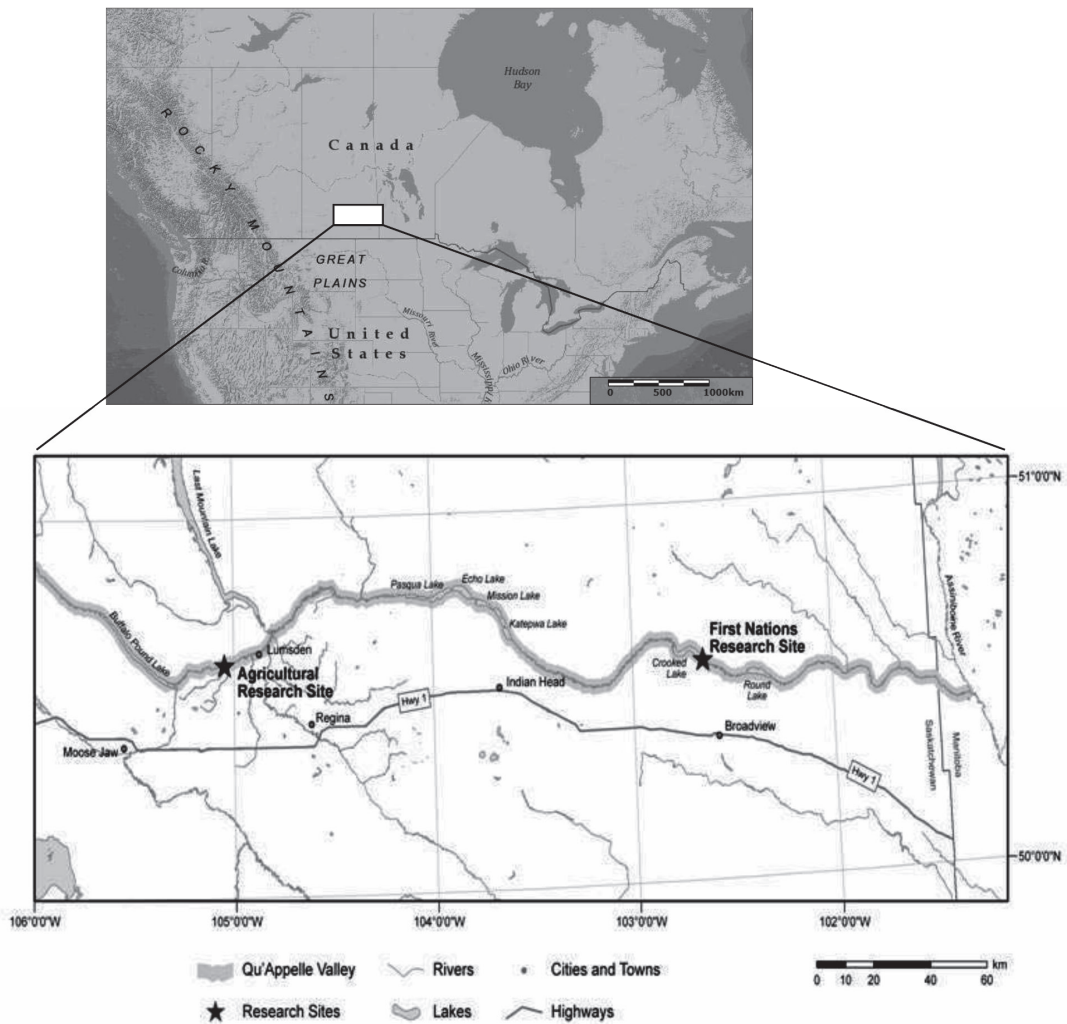 Hudson
Bay
Canada
ROCKY MOUNTAINS
Columbia R.
GREAT
PLAINS
Missouri River
United
States
Mississippi R.
Ohio River
0 500 1000km
51°0'0"N
Last Mountain Lake
Pasqua Lake
Echo Lake
Mission Lake
Katepwa Lake
Assiniboine River
Buffalo Pound Lake
Lumsden
First Nations
Research Site
Agricultural
Research Site
Crooked
Lake
Round
Lake
Indian Head
Hwy 1
Regina
Broadview
Moose Jaw
Saskatchewan
Manitoba
Hwy 1
50°0'0"N
106°0'0"W 105°0'0"W 104°0'0"W 103°0'0"W 102°0'0"W
Qu'Appelle Valley Rivers Cities and Towns
km
0 10 20 40 60
Research Sites Lakes Highways